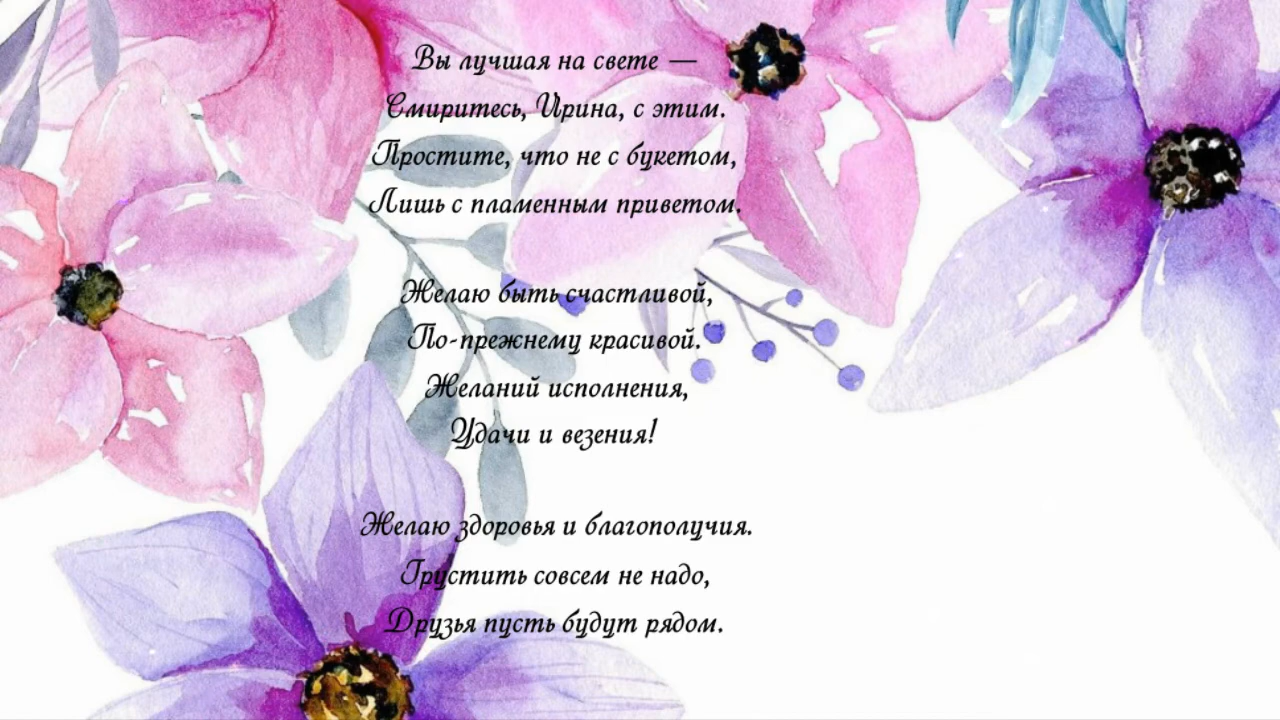 Вы лучшая на свете —
Смиритесь, Ирина, с этим.
Простите, что не с букетом,
Лишь с пламенным приветом.
Желаю быть счастливой,
По-прежнему красивой.
Желаний исполнения,
Удачи и везения!
Желаю здоровья и благополучия.
Грустить совсем не надо,
Друзья пусть будут рядом.